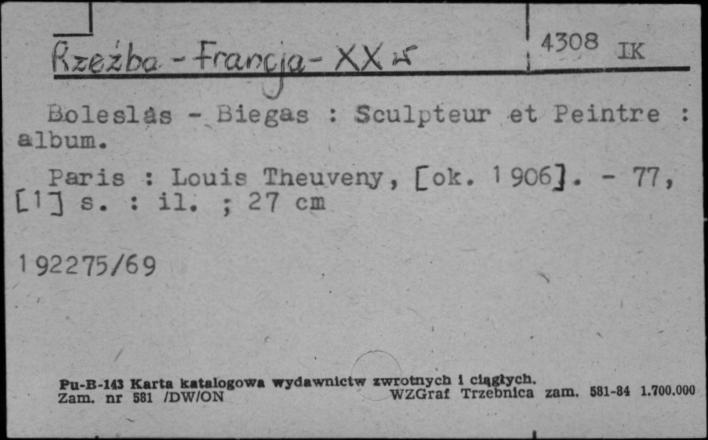 Rzeźba - Francja - XX w 4308 IK
Boleslas - Biegas : Sculpteur et Peintre :
album.
Paris : Louis Theuveny, [ok. 1906]. - 77,
[1] s. : il. ; 27 cm
192275/69
Pu-B-143 Karta katalogowa wydawnictw zwrotnych i ciągłych.
Zam. nr 581 /DW/ON WZGraf Trzebnica zam. 581-84 1.700.000